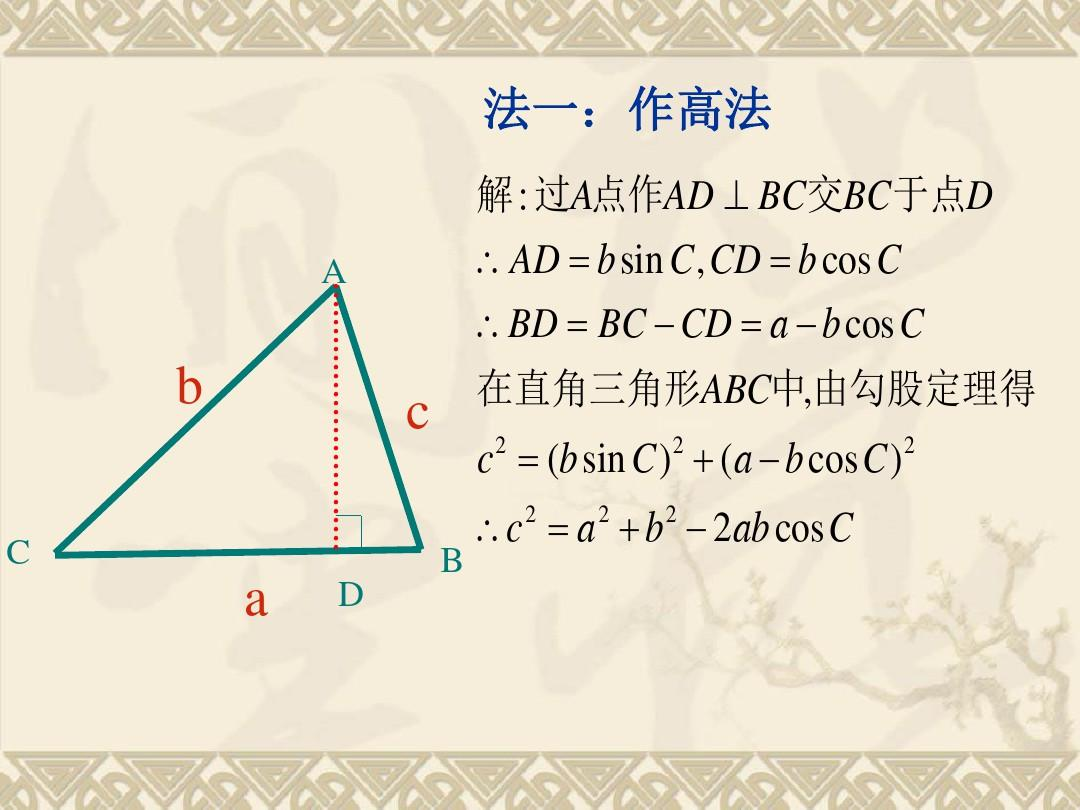 法一：作高法
解:过A点作AD⊥BC交BC于点D
∴ AD = b sin C, CD = b cos C
∴ BD = BC − CD = a − b cos C
在直角三角形ABC中,由勾股定理得
c² = (b sin C)² + (a − b cos C)²
∴ c² = a² + b² − 2ab cos C
A
b
c
C
B
a
D